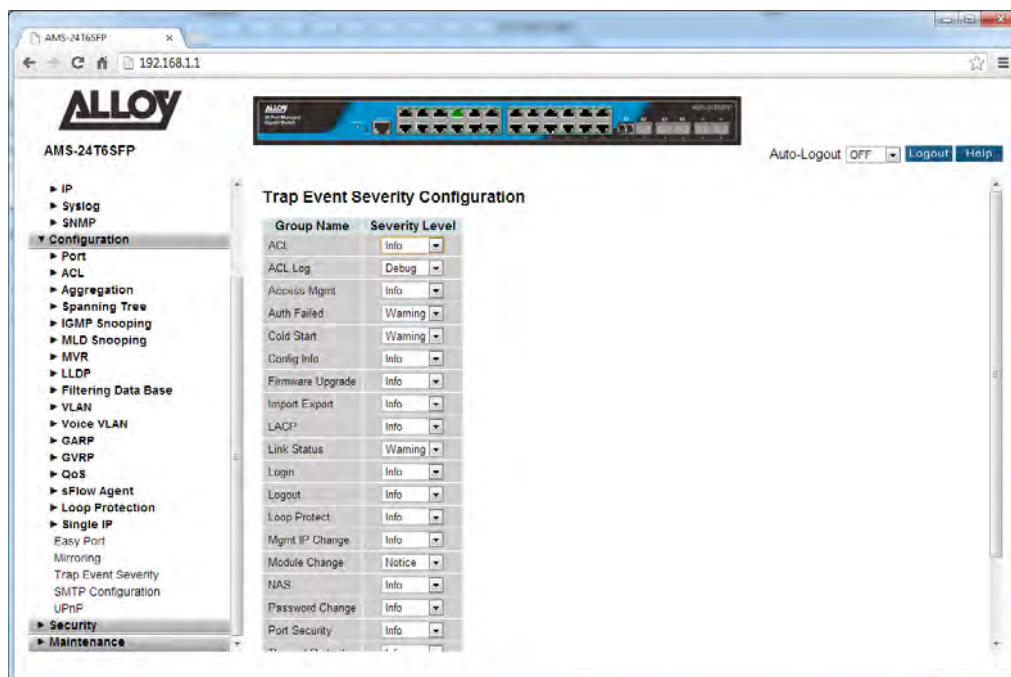 AMS-24T6SFP ×
192.168.1.1
ALLOY
ALLOY
AMS-24T6SFP
Auto-Logout OFF Logout Help
► IP
► Syslog
► SNMP
▼ Configuration
► Port
► ACL
► Aggregation
► Spanning Tree
► IGMP Snooping
► MLD Snooping
► MVR
► LLDP
► Filtering Data Base
► VLAN
► Voice VLAN
► GARP
► GVRP
► QoS
► sFlow Agent
► Loop Protection
► Single IP
Easy Port
Mirroring
Trap Event Severity
SMTP Configuration
UPnP
► Security
► Maintenance
Trap Event Severity Configuration
Group Name Severity Level
ACL Info
ACL Log Debug
Access Mgmt Info
Auth Failed Warning
Cold Start Warning
Config Info Info
Firmware Upgrade Info
Import Export Info
LACP Info
Link Status Warning
Login Info
Logout Info
Loop Protect Info
Mgmt IP Change Info
Module Change Notice
NAS Info
Password Change Info
Port Security Info